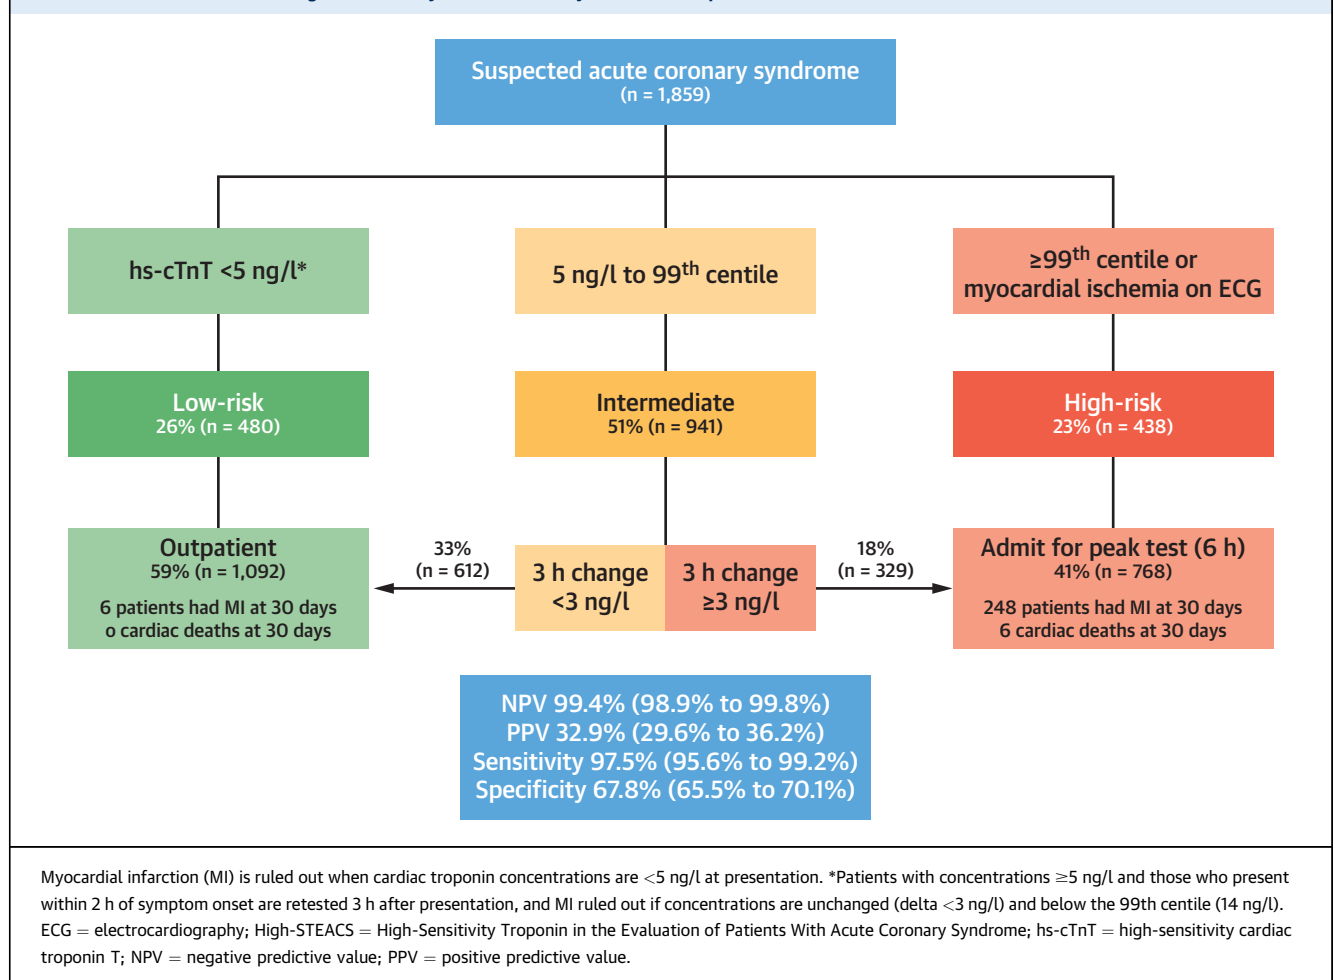 Suspected acute coronary syndrome
(n = 1,859)
hs-cTnT <5 ng/l*
5 ng/l to 99th centile
≥99th centile or
myocardial ischemia on ECG
Low-risk
26% (n = 480)
Intermediate
51% (n = 941)
High-risk
23% (n = 438)
Outpatient
59% (n = 1,092)
6 patients had MI at 30 days
o cardiac deaths at 30 days
33%
(n = 612)
3 h change
<3 ng/l
3 h change
≥3 ng/l
18%
(n = 329)
Admit for peak test (6 h)
41% (n = 768)
248 patients had MI at 30 days
6 cardiac deaths at 30 days
NPV 99.4% (98.9% to 99.8%)
PPV 32.9% (29.6% to 36.2%)
Sensitivity 97.5% (95.6% to 99.2%)
Specificity 67.8% (65.5% to 70.1%)
Myocardial infarction (MI) is ruled out when cardiac troponin concentrations are <5 ng/l at presentation. *Patients with concentrations ≥5 ng/l and those who present
within 2 h of symptom onset are retested 3 h after presentation, and MI ruled out if concentrations are unchanged (delta <3 ng/l) and below the 99th centile (14 ng/l).
ECG = electrocardiography; High-STEACS = High-Sensitivity Troponin in the Evaluation of Patients With Acute Coronary Syndrome; hs-cTnT = high-sensitivity cardiac
troponin T; NPV = negative predictive value; PPV = positive predictive value.